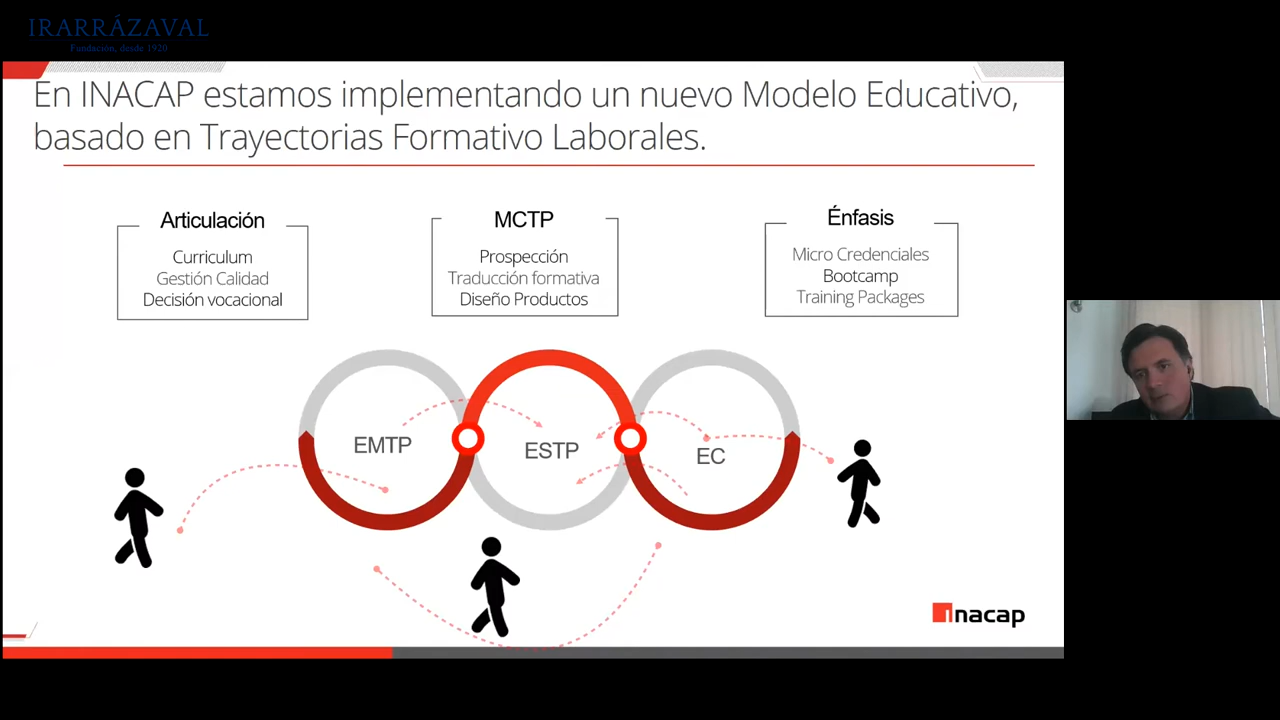 IRARRÁZAVAL
Fundación, desde 1920
En INACAP estamos implementando un nuevo Modelo Educativo,
basado en Trayectorias Formativo Laborales.
Articulación
Curriculum
Gestión Calidad
Decisión vocacional
MCTP
Prospección
Traducción formativa
Diseño Productos
Énfasis
Micro Credenciales
Bootcamp
Training Packages
EMTP
ESTP
EC
inacap